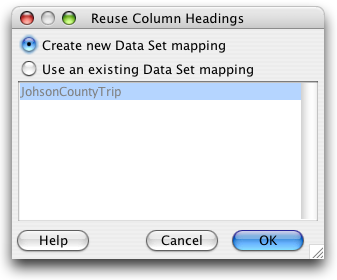 Reuse Column Headings
Create new Data Set mapping
Use an existing Data Set mapping
JohsonCountyTrip
Help
Cancel
OK